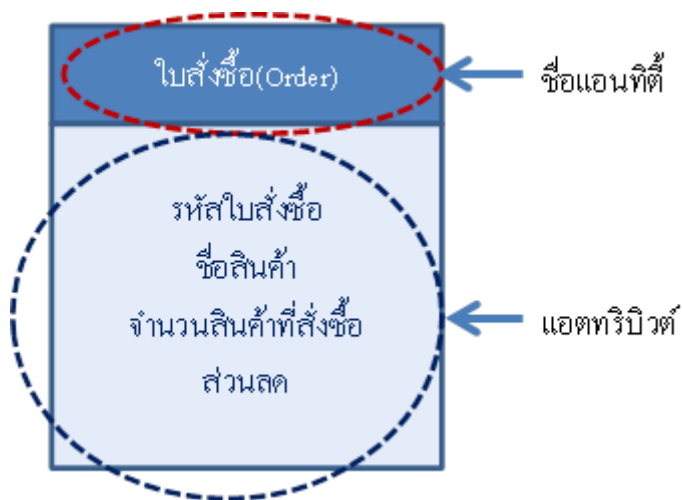 ใบสั่งซื้อ(Order)
ชื่อแอนทิตี้
รหัสใบสั่งซื้อ
ชื่อสินค้า
จำนวนสินค้าที่สั่งซื้อ
แอตทริบิวต์
ส่วนลด